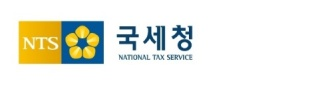 NTS
국세청
NATIONAL TAX SERVICE